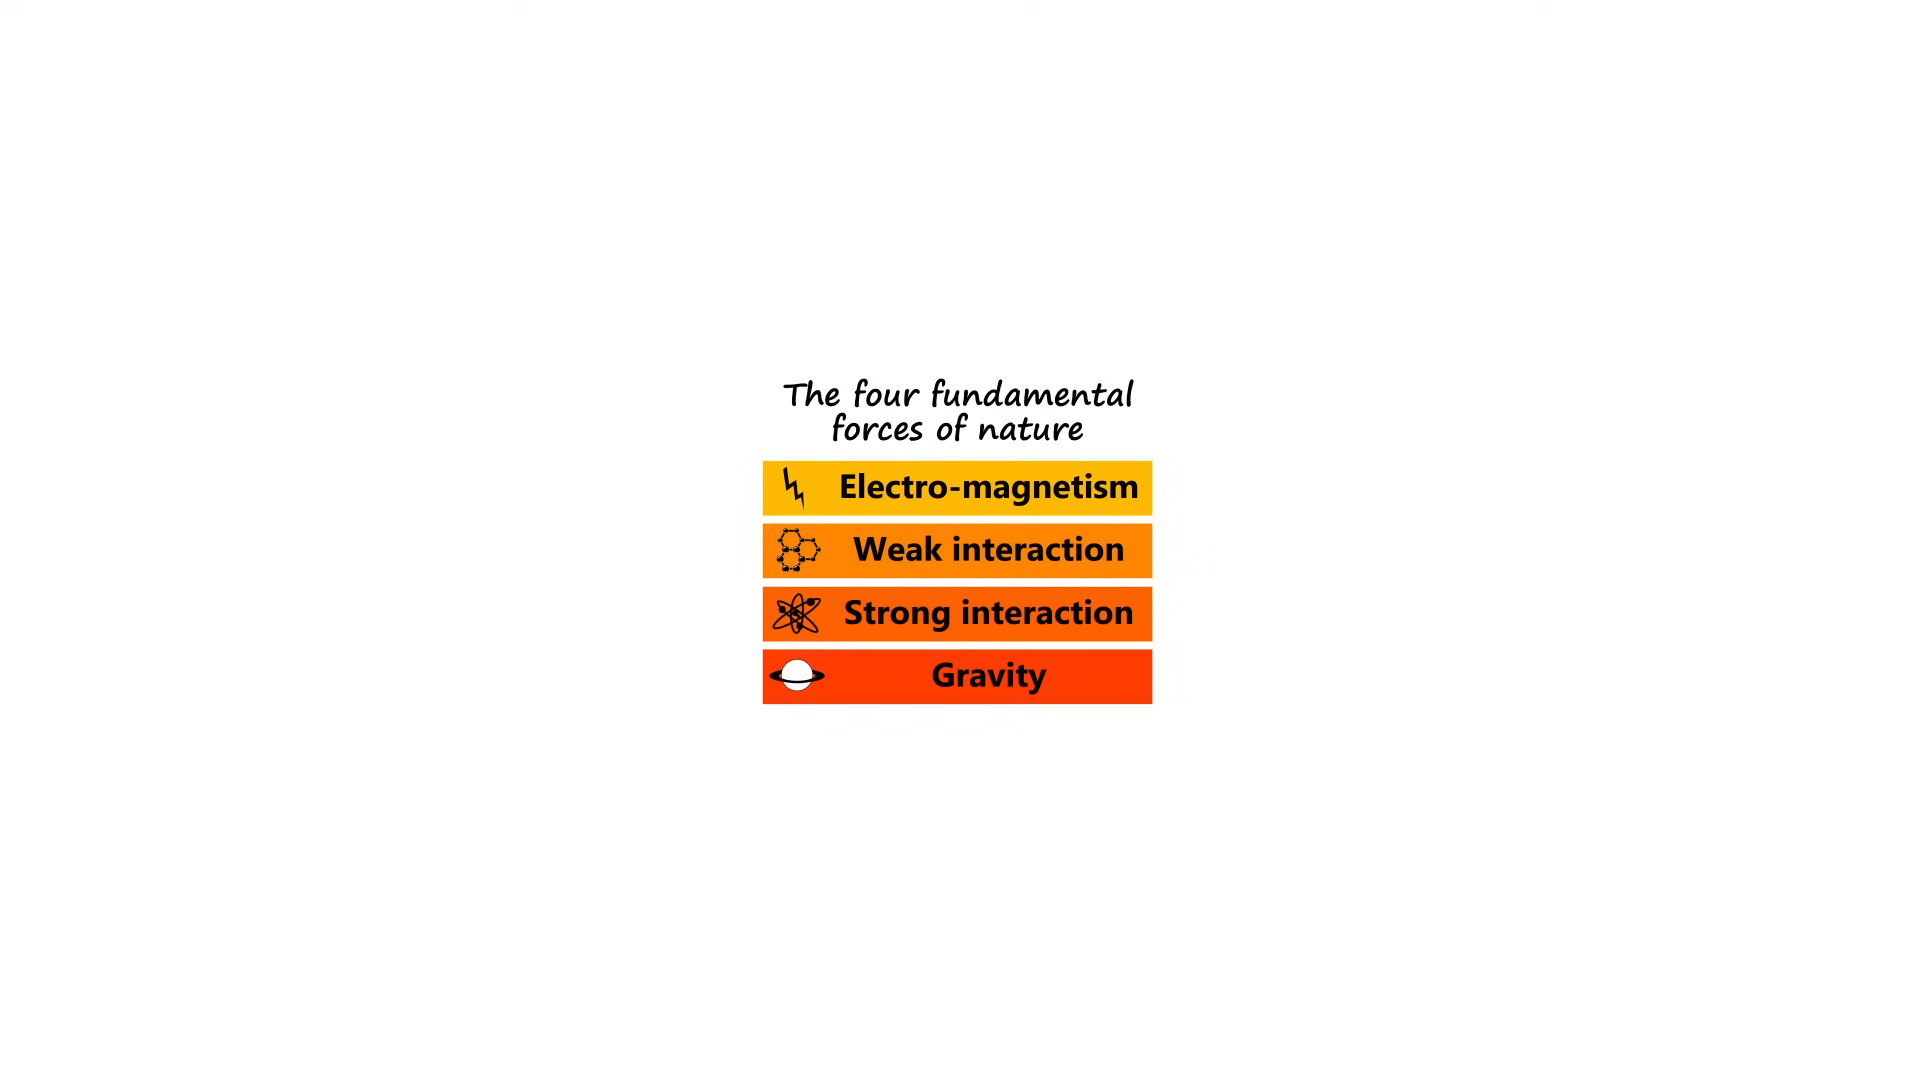 The four fundamental
forces of nature
Electro-magnetism
Weak interaction
Strong interaction
Gravity